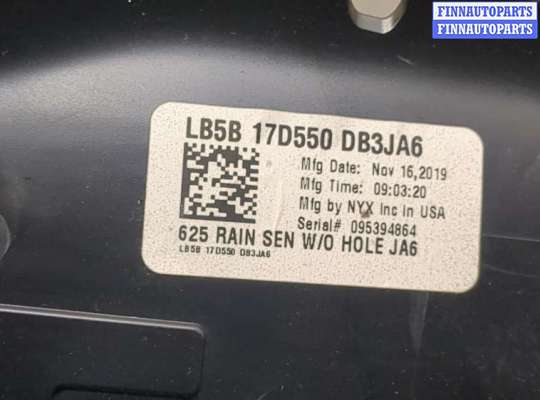 FINNAUTOPARTS
FINNAUTOPARTS
LB5B 17D550 DB3JA6
Mfg Date: Nov 16,2019
Mfg Time: 09:03:20
Mfg by NYX Inc in USA
Serial# 095394864
625 RAIN SEN W/O HOLE JA6
LB5B 17D550 DB3JA6